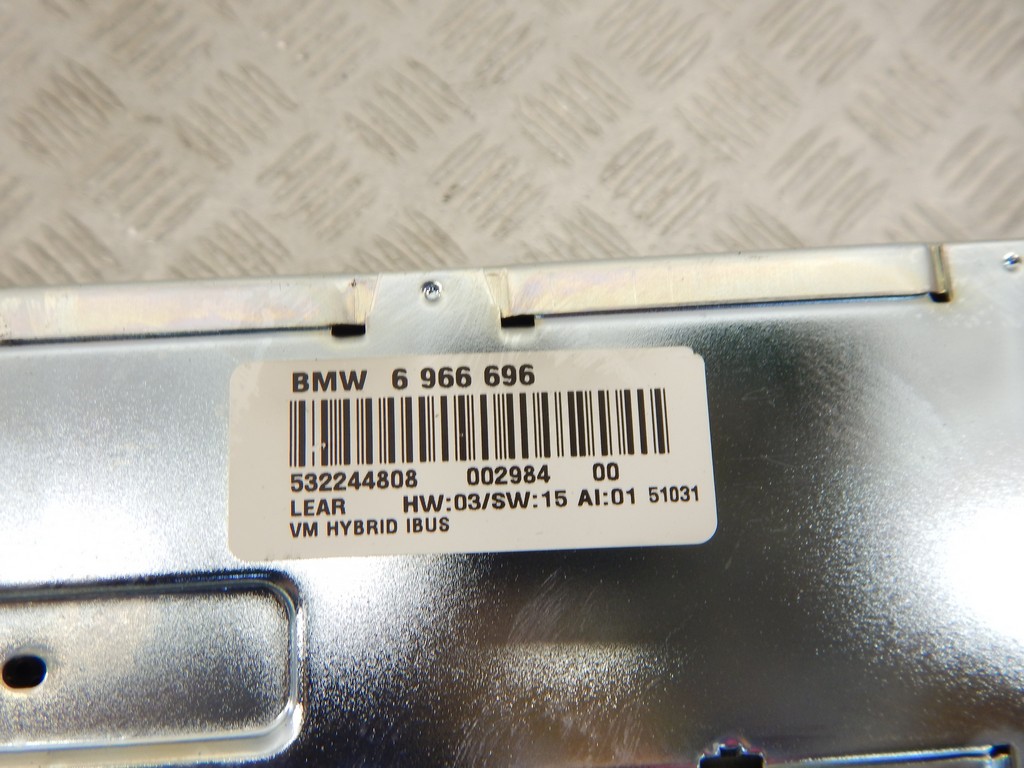 BMW 6 966 696
532244808 002984 00
LEAR HW:03/SW:15 AI:01 51031
VM HYBRID IBUS